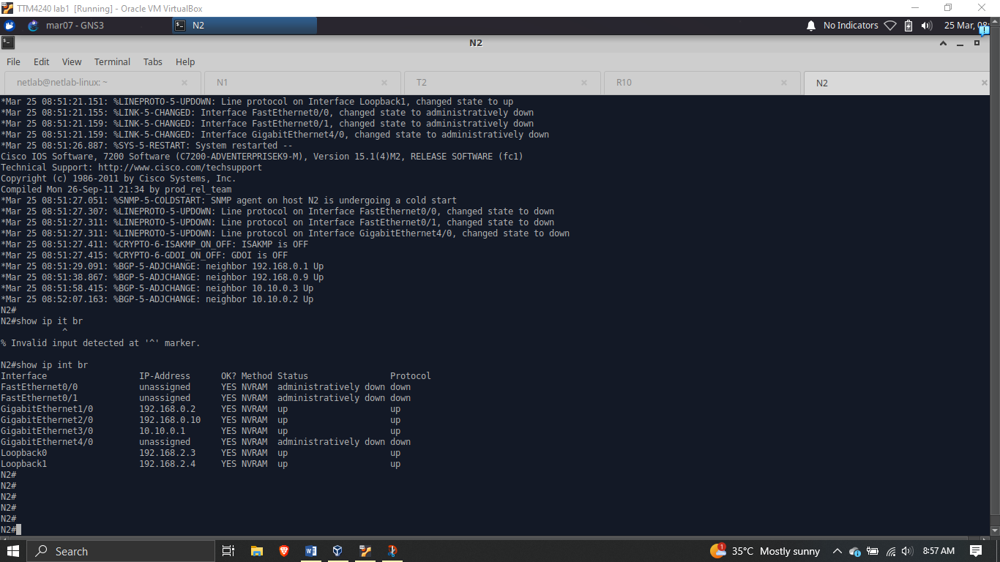 TTM4240 lab1 [Running] - Oracle VM VirtualBox
mar07 - GNS3
N2
No Indicators
25 Mar,
N2
File Edit View Terminal Tabs Help
netlab@netlab-linux: ~
N1
T2
R10
N2
*Mar 25 08:51:21.151: %LINEPROTO-5-UPDOWN: Line protocol on Interface Loopback1, changed state to up
*Mar 25 08:51:21.155: %LINK-5-CHANGED: Interface FastEthernet0/0, changed state to administratively down
*Mar 25 08:51:21.159: %LINK-5-CHANGED: Interface FastEthernet0/1, changed state to administratively down
*Mar 25 08:51:21.159: %LINK-5-CHANGED: Interface GigabitEthernet4/0, changed state to administratively down
*Mar 25 08:51:26.887: %SYS-5-RESTART: System restarted --
Cisco IOS Software, 7200 Software (C7200-ADVENTERPRISEK9-M), Version 15.1(4)M2, RELEASE SOFTWARE (fc1)
Technical Support: http://www.cisco.com/techsupport
Copyright (c) 1986-2011 by Cisco Systems, Inc.
Compiled Mon 26-Sep-11 21:34 by prod_rel_team
*Mar 25 08:51:27.051: %SNMP-5-COLDSTART: SNMP agent on host N2 is undergoing a cold start
*Mar 25 08:51:27.307: %LINEPROTO-5-UPDOWN: Line protocol on Interface FastEthernet0/0, changed state to down
*Mar 25 08:51:27.311: %LINEPROTO-5-UPDOWN: Line protocol on Interface FastEthernet0/1, changed state to down
*Mar 25 08:51:27.311: %LINEPROTO-5-UPDOWN: Line protocol on Interface GigabitEthernet4/0, changed state to down
*Mar 25 08:51:27.411: %CRYPTO-6-ISAKMP_ON_OFF: ISAKMP is OFF
*Mar 25 08:51:27.415: %CRYPTO-6-GDOI_ON_OFF: GDOI is OFF
*Mar 25 08:51:29.091: %BGP-5-ADJCHANGE: neighbor 192.168.0.1 Up
*Mar 25 08:51:38.867: %BGP-5-ADJCHANGE: neighbor 192.168.0.9 Up
*Mar 25 08:51:58.415: %BGP-5-ADJCHANGE: neighbor 10.10.0.3 Up
*Mar 25 08:52:07.163: %BGP-5-ADJCHANGE: neighbor 10.10.0.2 Up
N2#
N2#show ip it br
^
% Invalid input detected at '^' marker.
N2#show ip int br
Interface IP-Address OK? Method Status Protocol
FastEthernet0/0 unassigned YES NVRAM administratively down down
FastEthernet0/1 unassigned YES NVRAM administratively down down
GigabitEthernet1/0 192.168.0.2 YES NVRAM up up
GigabitEthernet2/0 192.168.0.10 YES NVRAM up up
GigabitEthernet3/0 10.10.0.1 YES NVRAM up up
GigabitEthernet4/0 unassigned YES NVRAM administratively down down
Loopback0 192.168.2.3 YES NVRAM up up
Loopback1 192.168.2.4 YES NVRAM up up
N2#
N2#
N2#
N2#
N2#
N2#
Search
1
35°C Mostly sunny
8:57 AM